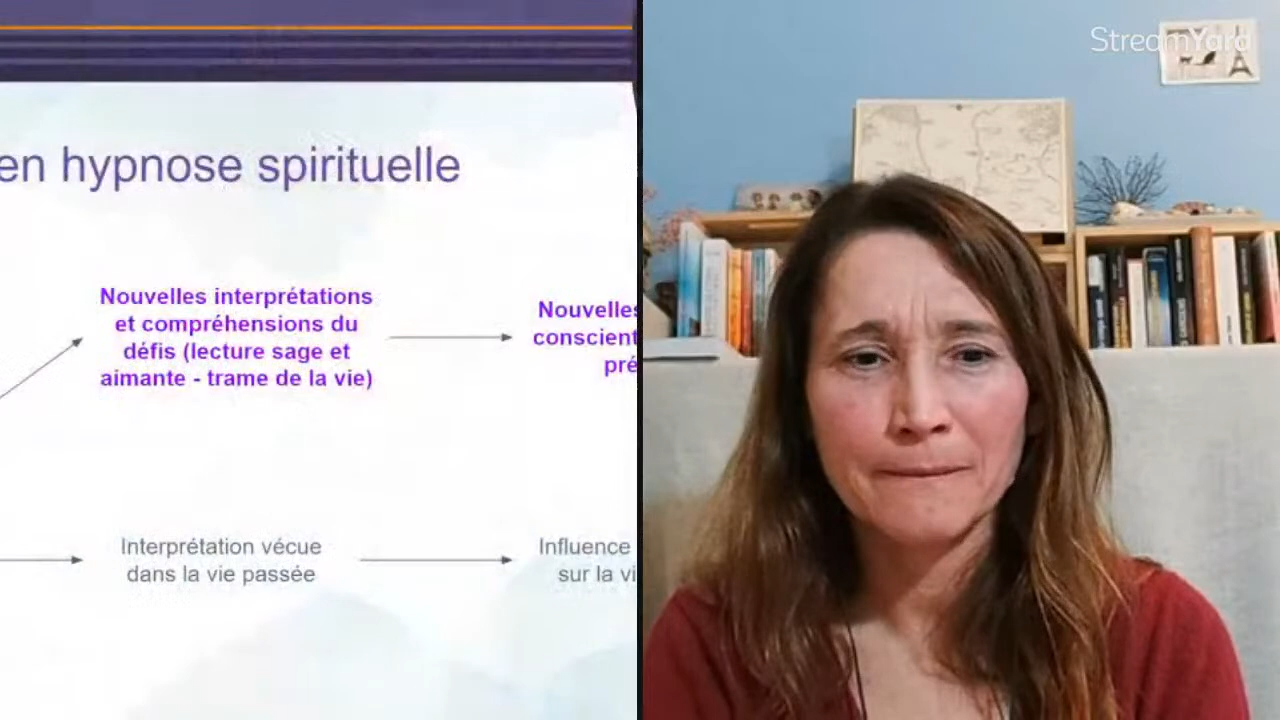 en hypnose spirituelle
Nouvelles interprétations
et compréhensions du
défis (lecture sage et
aimante - trame de la vie)
Nouvelles
conscient
pré
Interprétation vécue
dans la vie passée
Influence
sur la vi
StreamYard